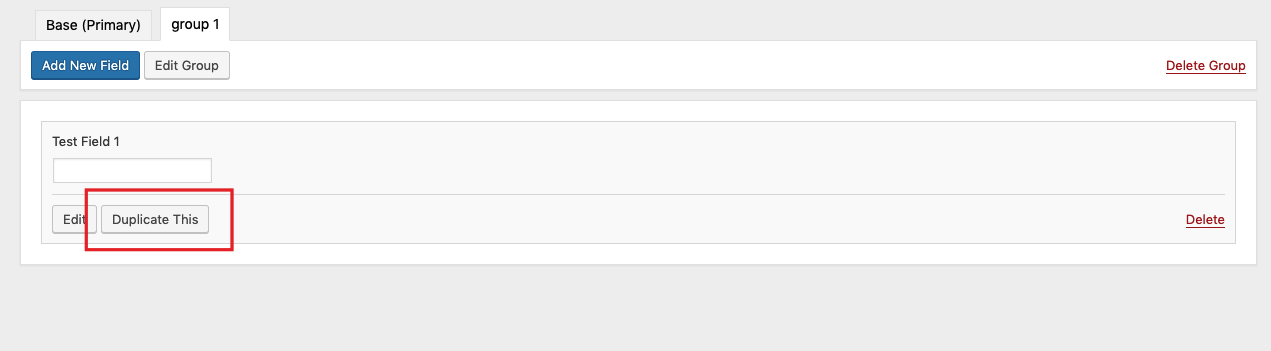 Base (Primary) group 1
Add New Field Edit Group Delete Group
Test Field 1
Edit Duplicate This Delete